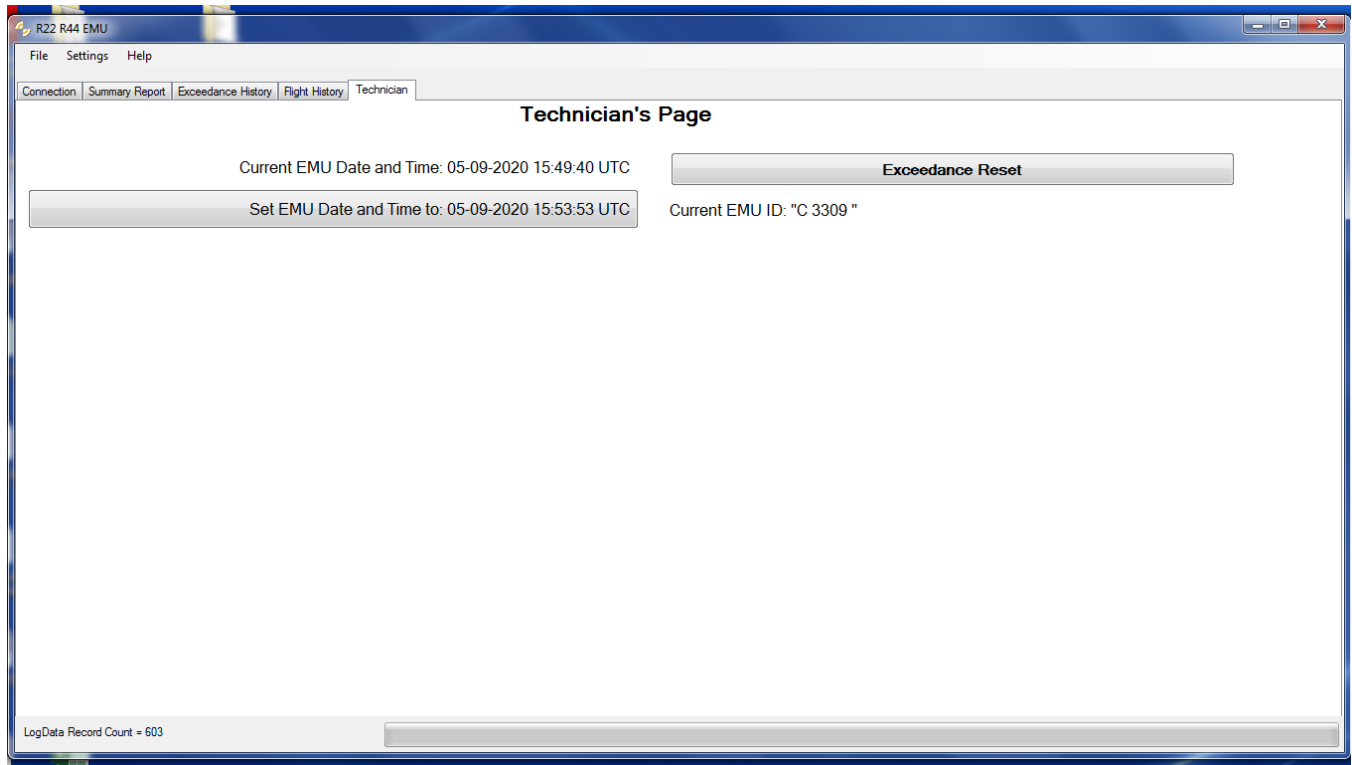 R22 R44 EMU
File Settings Help
Connection Summary Report Exceedance History Flight History Technician
Technician's Page
Current EMU Date and Time: 05-09-2020 15:49:40 UTC
Exceedance Reset
Set EMU Date and Time to: 05-09-2020 15:53:53 UTC
Current EMU ID: "C 3309 "
LogData Record Count = 603